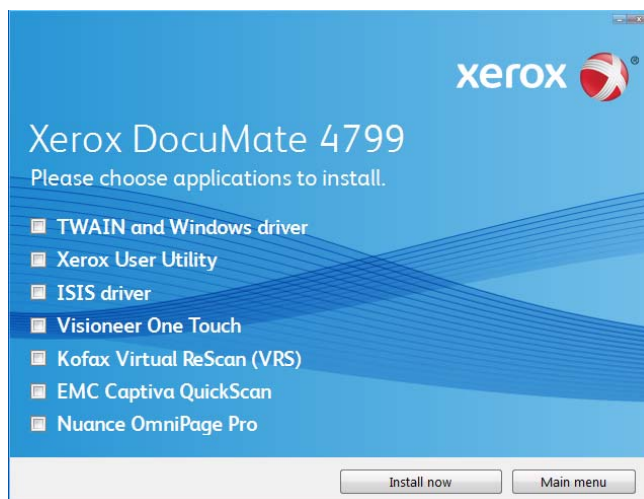 xerox ®
Xerox DocuMate 4799
Please choose applications to install.
TWAIN and Windows driver
Xerox User Utility
ISIS driver
Visioneer One Touch
Kofax Virtual ReScan (VRS)
EMC Captiva QuickScan
Nuance OmniPage Pro
Install now Main menu